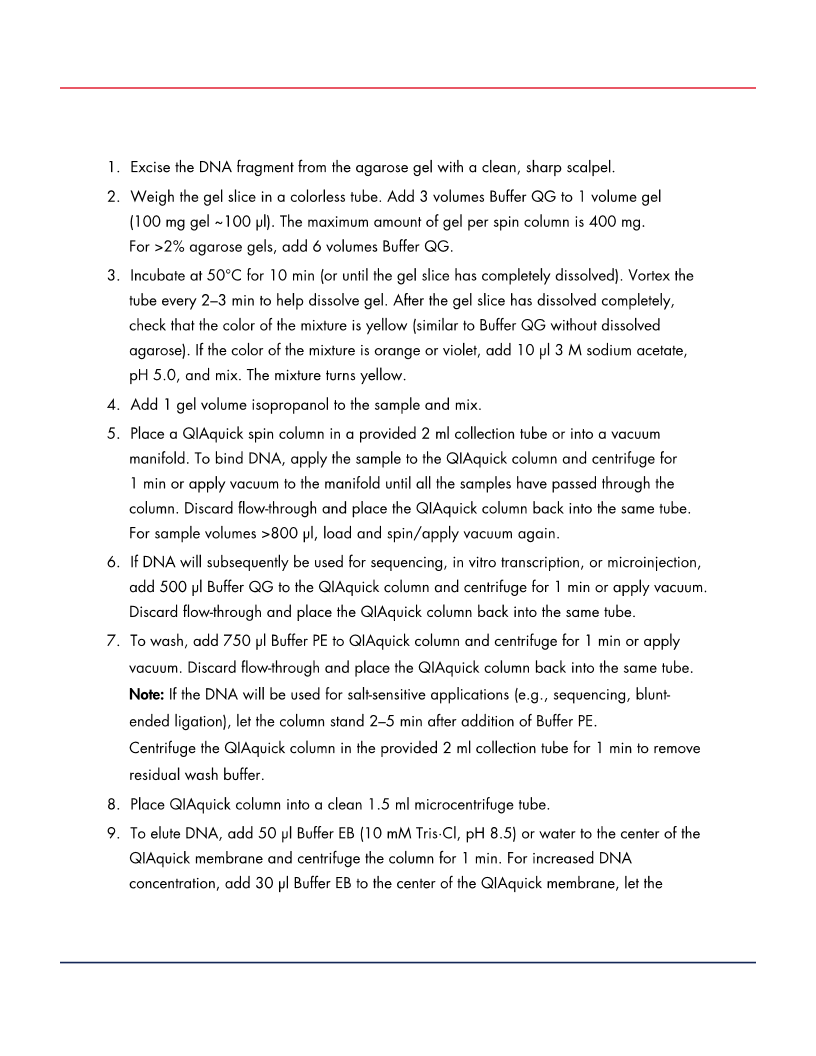 1. Excise the DNA fragment from the agarose gel with a clean, sharp scalpel.
2. Weigh the gel slice in a colorless tube. Add 3 volumes Buffer QG to 1 volume gel
(100 mg gel ~100 µl). The maximum amount of gel per spin column is 400 mg.
For >2% agarose gels, add 6 volumes Buffer QG.
3. Incubate at 50°C for 10 min (or until the gel slice has completely dissolved). Vortex the
tube every 2–3 min to help dissolve gel. After the gel slice has dissolved completely,
check that the color of the mixture is yellow (similar to Buffer QG without dissolved
agarose). If the color of the mixture is orange or violet, add 10 µl 3 M sodium acetate,
pH 5.0, and mix. The mixture turns yellow.
4. Add 1 gel volume isopropanol to the sample and mix.
5. Place a QIAquick spin column in a provided 2 ml collection tube or into a vacuum
manifold. To bind DNA, apply the sample to the QIAquick column and centrifuge for
1 min or apply vacuum to the manifold until all the samples have passed through the
column. Discard flow-through and place the QIAquick column back into the same tube.
For sample volumes >800 µl, load and spin/apply vacuum again.
6. If DNA will subsequently be used for sequencing, in vitro transcription, or microinjection,
add 500 µl Buffer QG to the QIAquick column and centrifuge for 1 min or apply vacuum.
Discard flow-through and place the QIAquick column back into the same tube.
7. To wash, add 750 µl Buffer PE to QIAquick column and centrifuge for 1 min or apply
vacuum. Discard flow-through and place the QIAquick column back into the same tube.
Note: If the DNA will be used for salt-sensitive applications (e.g., sequencing, blunt-
ended ligation), let the column stand 2–5 min after addition of Buffer PE.
Centrifuge the QIAquick column in the provided 2 ml collection tube for 1 min to remove
residual wash buffer.
8. Place QIAquick column into a clean 1.5 ml microcentrifuge tube.
9. To elute DNA, add 50 µl Buffer EB (10 mM Tris·Cl, pH 8.5) or water to the center of the
QIAquick membrane and centrifuge the column for 1 min. For increased DNA
concentration, add 30 µl Buffer EB to the center of the QIAquick membrane, let the